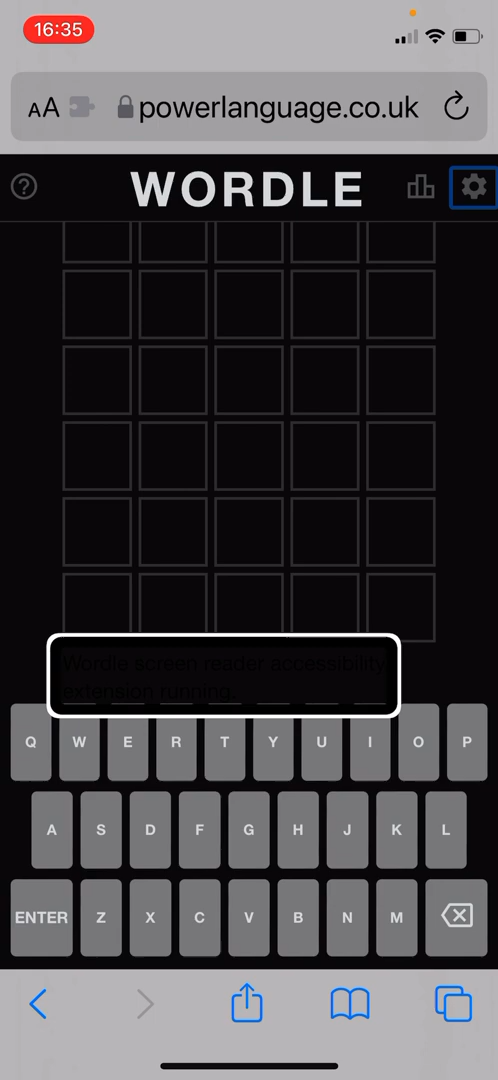 16:35
AA powerlanguage.co.uk
WORDLE
Wordle screen reader accessibility
extension running.
Q W E R T Y U I O P
A S D F G H J K L
ENTER Z X C V B N M